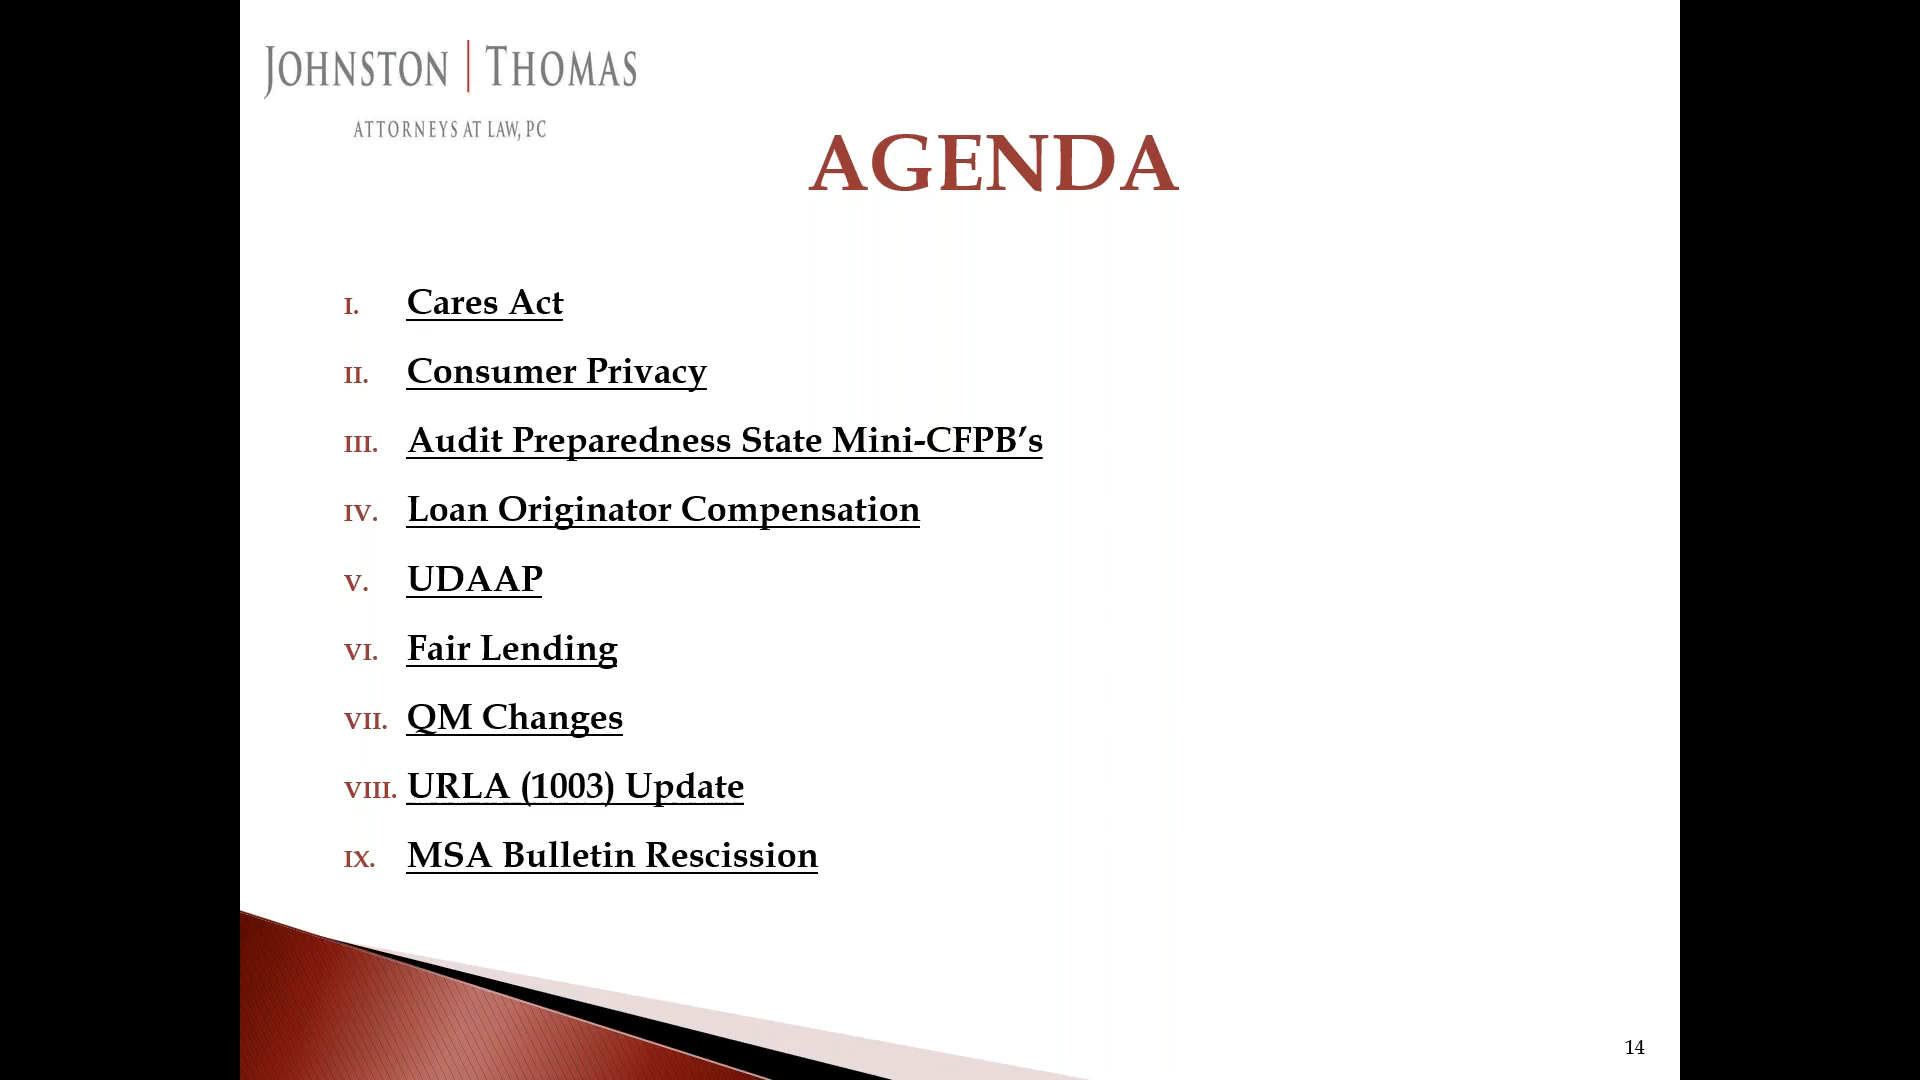 JOHNSTON | THOMAS
ATTORNEYS AT LAW, PC
AGENDA
I. Cares Act
II. Consumer Privacy
III. Audit Preparedness State Mini-CFPB’s
IV. Loan Originator Compensation
V. UDAAP
VI. Fair Lending
VII. QM Changes
VIII. URLA (1003) Update
IX. MSA Bulletin Rescission
14